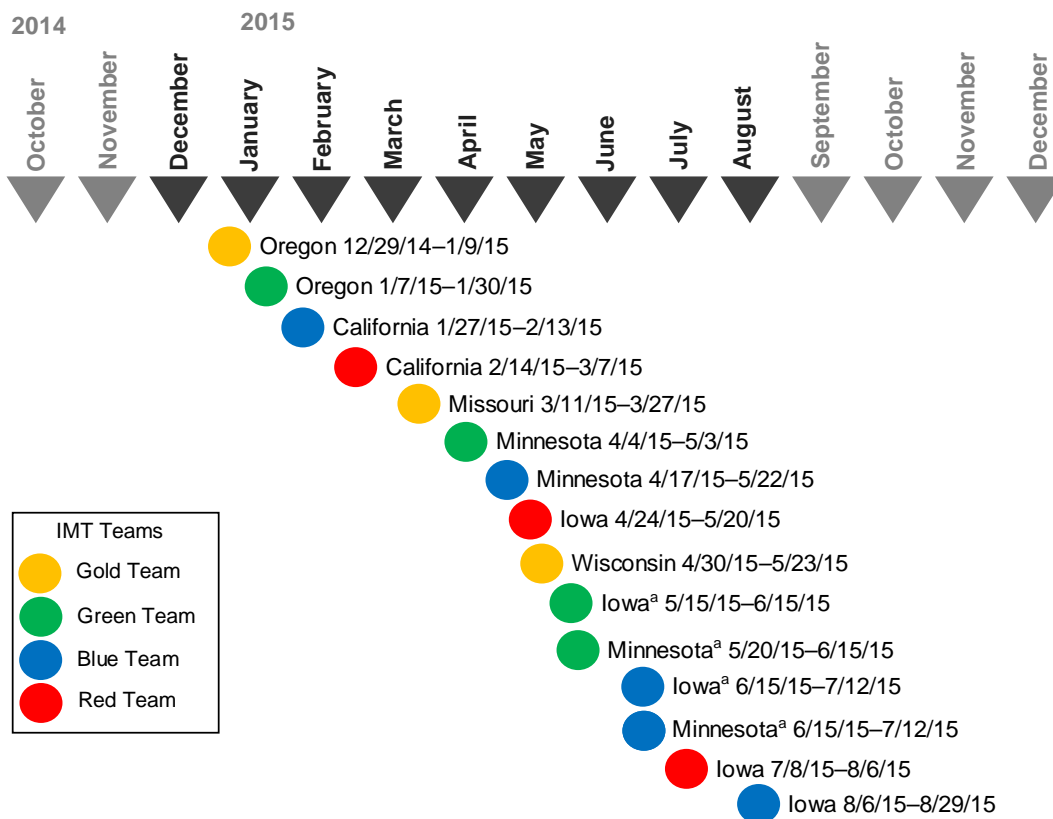 2014 2015
October November December January February March April May June July August September October November December
Oregon 12/29/14–1/9/15
Oregon 1/7/15–1/30/15
California 1/27/15–2/13/15
California 2/14/15–3/7/15
Missouri 3/11/15–3/27/15
Minnesota 4/4/15–5/3/15
Minnesota 4/17/15–5/22/15
Iowa 4/24/15–5/20/15
Wisconsin 4/30/15–5/23/15
Iowaᵃ 5/15/15–6/15/15
Minnesotaᵃ 5/20/15–6/15/15
Iowaᵃ 6/15/15–7/12/15
Minnesotaᵃ 6/15/15–7/12/15
Iowa 7/8/15–8/6/15
Iowa 8/6/15–8/29/15
IMT Teams
Gold Team
Green Team
Blue Team
Red Team